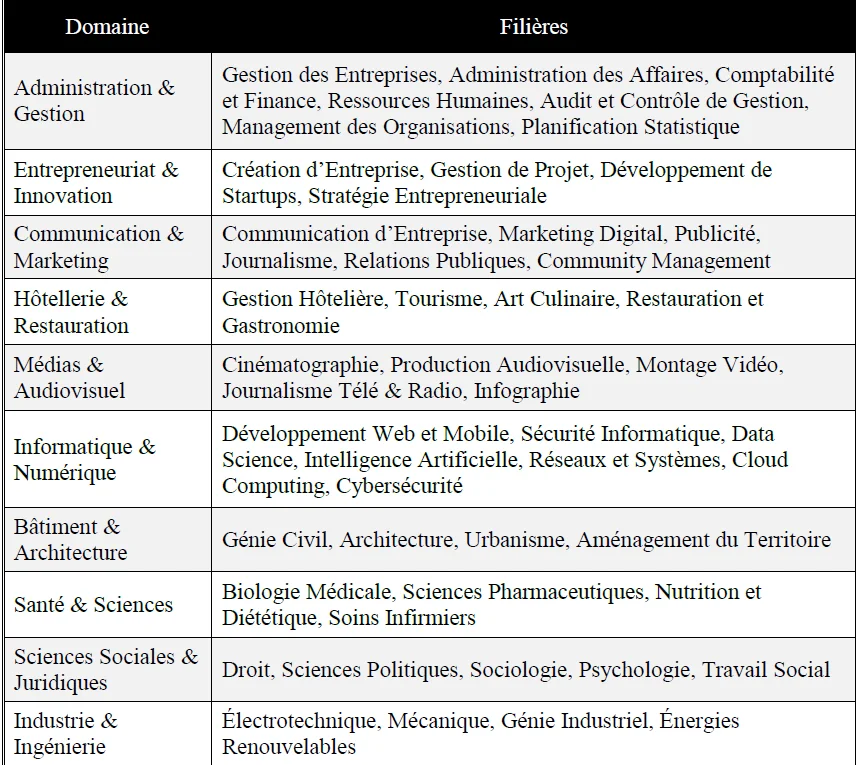 Domaine
Filières
Administration &
Gestion
Gestion des Entreprises, Administration des Affaires, Comptabilité
et Finance, Ressources Humaines, Audit et Contrôle de Gestion,
Management des Organisations, Planification Statistique
Entrepreneuriat &
Innovation
Création d’Entreprise, Gestion de Projet, Développement de
Startups, Stratégie Entrepreneuriale
Communication &
Marketing
Communication d’Entreprise, Marketing Digital, Publicité,
Journalisme, Relations Publiques, Community Management
Hôtellerie &
Restauration
Gestion Hôtelière, Tourisme, Art Culinaire, Restauration et
Gastronomie
Médias &
Audiovisuel
Cinématographie, Production Audiovisuelle, Montage Vidéo,
Journalisme Télé & Radio, Infographie
Informatique &
Numérique
Développement Web et Mobile, Sécurité Informatique, Data
Science, Intelligence Artificielle, Réseaux et Systèmes, Cloud
Computing, Cybersécurité
Bâtiment &
Architecture
Génie Civil, Architecture, Urbanisme, Aménagement du Territoire
Santé & Sciences
Biologie Médicale, Sciences Pharmaceutiques, Nutrition et
Diététique, Soins Infirmiers
Sciences Sociales &
Juridiques
Droit, Sciences Politiques, Sociologie, Psychologie, Travail Social
Industrie &
Ingénierie
Électrotechnique, Mécanique, Génie Industriel, Énergies
Renouvelables